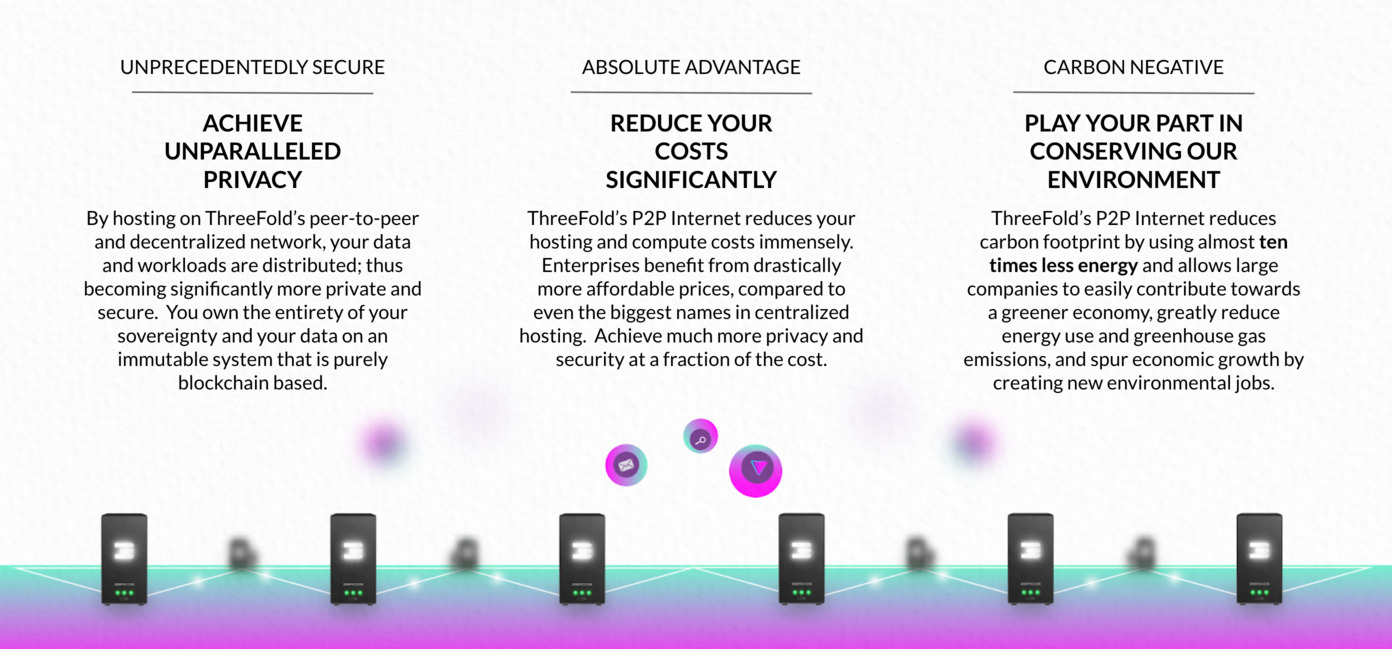 UNPRECEDENTEDLY SECURE
ACHIEVE
UNPARALLELED
PRIVACY
By hosting on ThreeFold’s peer-to-peer
and decentralized network, your data
and workloads are distributed; thus
becoming significantly more private and
secure.  You own the entirety of your
sovereignty and your data on an
immutable system that is purely
blockchain based.
ABSOLUTE ADVANTAGE
REDUCE YOUR
COSTS
SIGNIFICANTLY
ThreeFold’s P2P Internet reduces your
hosting and compute costs immensely.
Enterprises benefit from drastically
more affordable prices, compared to
even the biggest names in centralized
hosting.  Achieve much more privacy and
security at a fraction of the cost.
CARBON NEGATIVE
PLAY YOUR PART IN
CONSERVING OUR
ENVIRONMENT
ThreeFold’s P2P Internet reduces
carbon footprint by using almost ten
times less energy and allows large
companies to easily contribute towards
a greener economy, greatly reduce
energy use and greenhouse gas
emissions, and spur economic growth by
creating new environmental jobs.